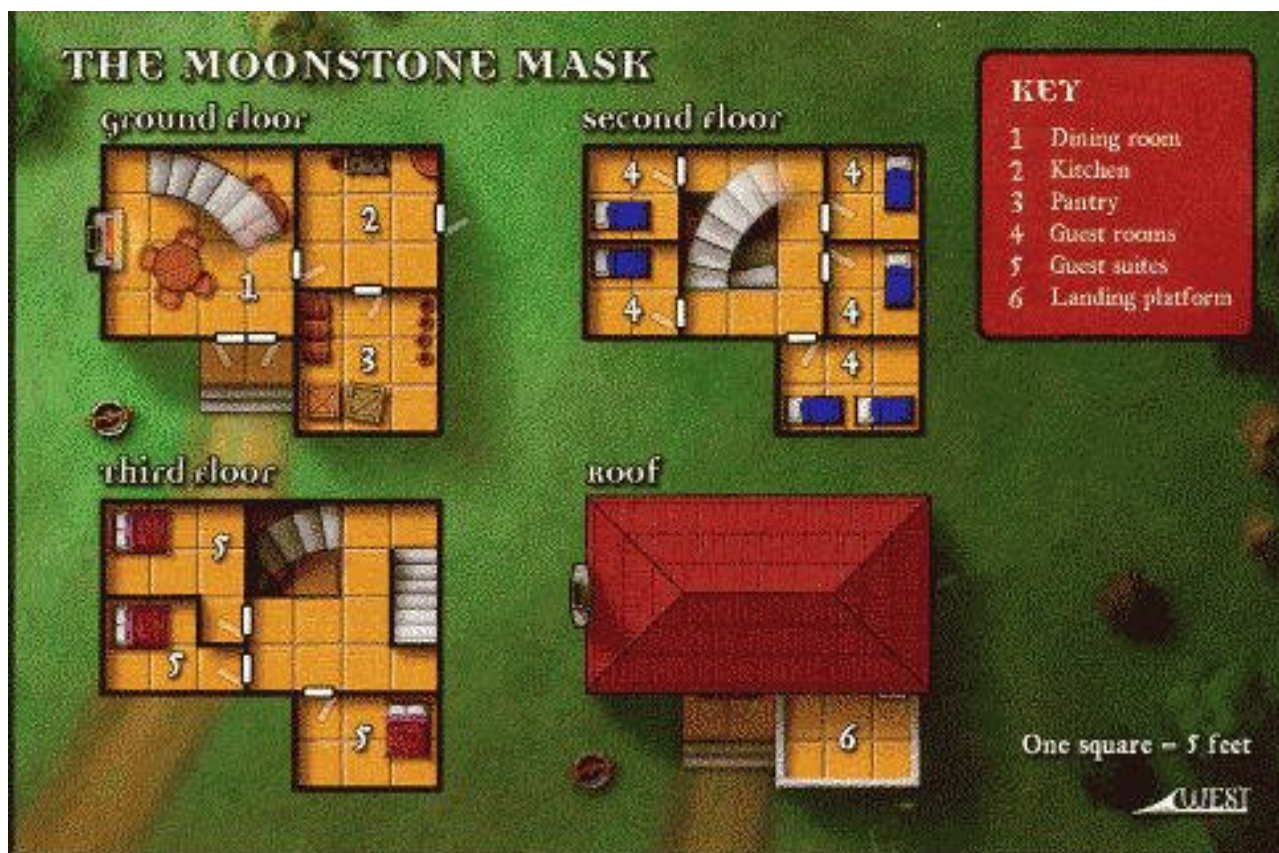 THE MOONSTONE MASK
Ground Floor
Second Floor
KEY
1 Dining room
2 Kitchen
3 Pantry
4 Guest rooms
5 Guest suites
6 Landing platform
4
4
2
1
4
4
3
4
Third Floor
Roof
5
5
5
6
One square = 5 feet
WEST